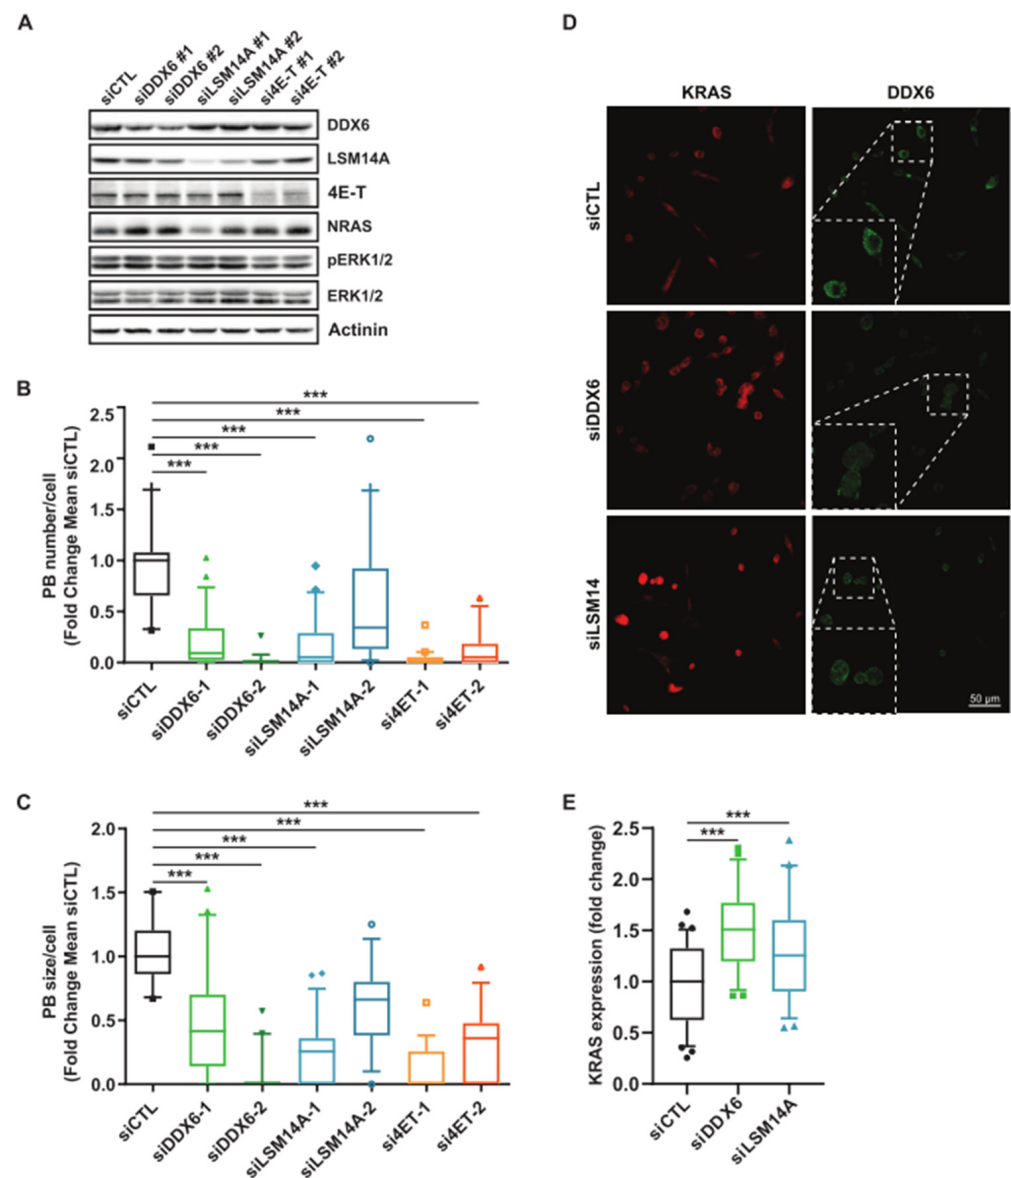 A
siCTL
siDDX6 #1
siDDX6 #2
siLSM14A #1
siLSM14A #2
si4E-T #1
si4E-T #2
DDX6
LSM14A
4E-T
NRAS
pERK1/2
ERK1/2
Actinin
B
PB number/cell
(Fold Change Mean siCTL)
2.5
2.0
1.5
1.0
0.5
0.0
***
***
***
***
***
siCTL
siDDX6-1
siDDX6-2
siLSM14A-1
siLSM14A-2
si4ET-1
si4ET-2
C
PB size/cell
(Fold Change Mean siCTL)
2.0
1.5
1.0
0.5
0.0
***
***
***
***
***
siCTL
siDDX6-1
siDDX6-2
siLSM14A-1
siLSM14A-2
si4ET-1
si4ET-2
D
KRAS
DDX6
siCTL
siDDX6
siLSM14
50 µm
E
KRAS expression (fold change)
2.5
2.0
1.5
1.0
0.5
0.0
***
***
siCTL
siDDX6
siLSM14A